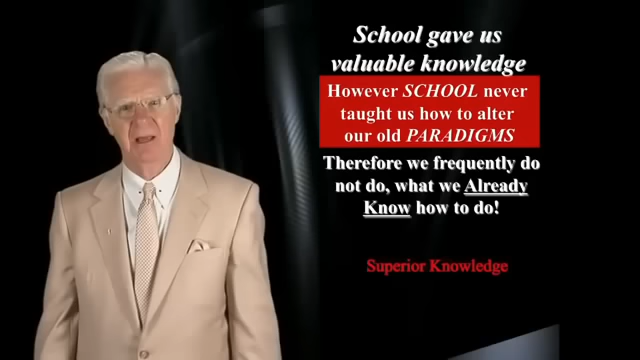 School gave us
valuable knowledge
However SCHOOL never
taught us how to alter
our old PARADIGMS
Therefore we frequently do
not do, what we Already
Know how to do!
Superior Knowledge